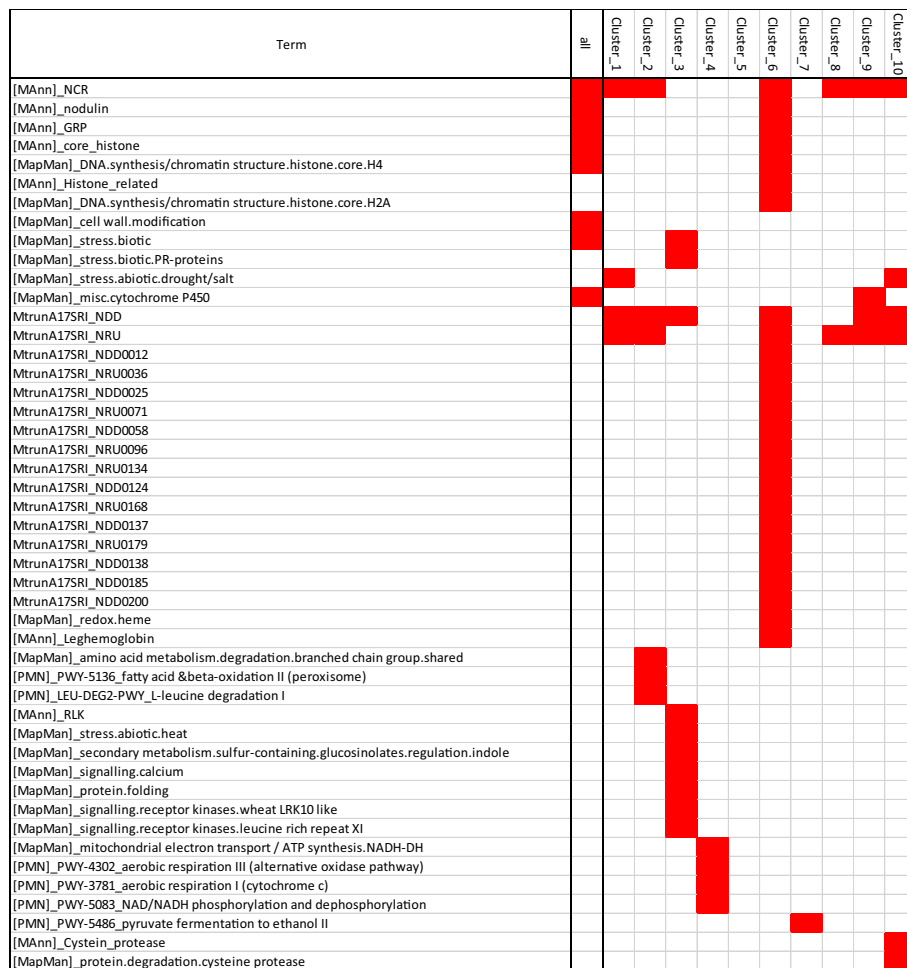 Term all Cluster_1 Cluster_2 Cluster_3 Cluster_4 Cluster_5 Cluster_6 Cluster_7 Cluster_8 Cluster_9 Cluster_10
[MAnn]_NCR
[MAnn]_nodulin
[MAnn]_GRP
[MAnn]_core_histone
[MapMan]_DNA.synthesis/chromatin structure.histone.core.H4
[MAnn]_Histone_related
[MapMan]_DNA.synthesis/chromatin structure.histone.core.H2A
[MapMan]_cell wall.modification
[MapMan]_stress.biotic
[MapMan]_stress.biotic.PR-proteins
[MapMan]_stress.abiotic.drought/salt
[MapMan]_misc.cytochrome P450
MtrunA17SRI_NDD
MtrunA17SRI_NRU
MtrunA17SRI_NDD0012
MtrunA17SRI_NRU0036
MtrunA17SRI_NDD0025
MtrunA17SRI_NRU0071
MtrunA17SRI_NDD0058
MtrunA17SRI_NRU0096
MtrunA17SRI_NRU0134
MtrunA17SRI_NDD0124
MtrunA17SRI_NRU0168
MtrunA17SRI_NDD0137
MtrunA17SRI_NRU0179
MtrunA17SRI_NDD0138
MtrunA17SRI_NDD0185
MtrunA17SRI_NDD0200
[MapMan]_redox.heme
[MAnn]_Leghemoglobin
[MapMan]_amino acid metabolism.degradation.branched chain group.shared
[PMN]_PWY-5136_fatty acid &beta-oxidation II (peroxisome)
[PMN]_LEU-DEG2-PWY_L-leucine degradation I
[MAnn]_RLK
[MapMan]_stress.abiotic.heat
[MapMan]_secondary metabolism.sulfur-containing.glucosinolates.regulation.indole
[MapMan]_signalling.calcium
[MapMan]_protein.folding
[MapMan]_signalling.receptor kinases.wheat LRK10 like
[MapMan]_signalling.receptor kinases.leucine rich repeat XI
[MapMan]_mitochondrial electron transport / ATP synthesis.NADH-DH
[PMN]_PWY-4302_aerobic respiration III (alternative oxidase pathway)
[PMN]_PWY-3781_aerobic respiration I (cytochrome c)
[PMN]_PWY-5083_NAD/NADH phosphorylation and dephosphorylation
[PMN]_PWY-5486_pyruvate fermentation to ethanol II
[MAnn]_Cystein_protease
[MapMan]_protein.degradation.cysteine protease